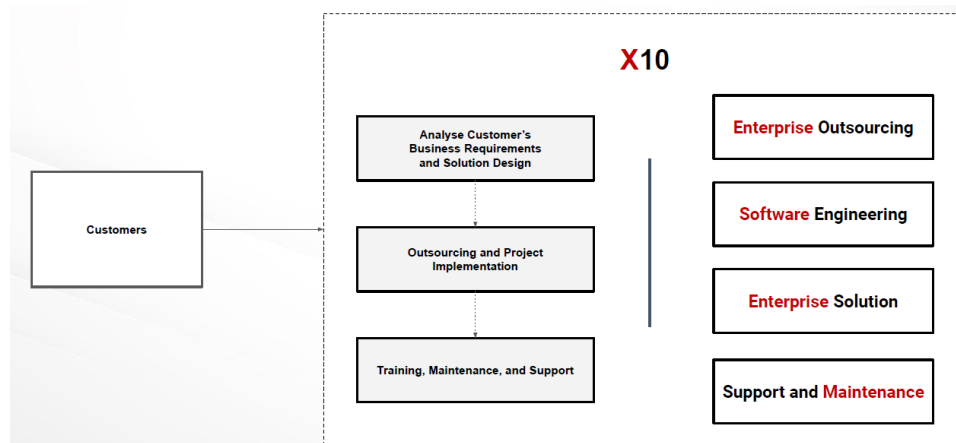 X10
Customers
Analyse Customer's
Business Requirements
and Solution Design
Outsourcing and Project
Implementation
Training, Maintenance, and Support
Enterprise Outsourcing
Software Engineering
Enterprise Solution
Support and Maintenance